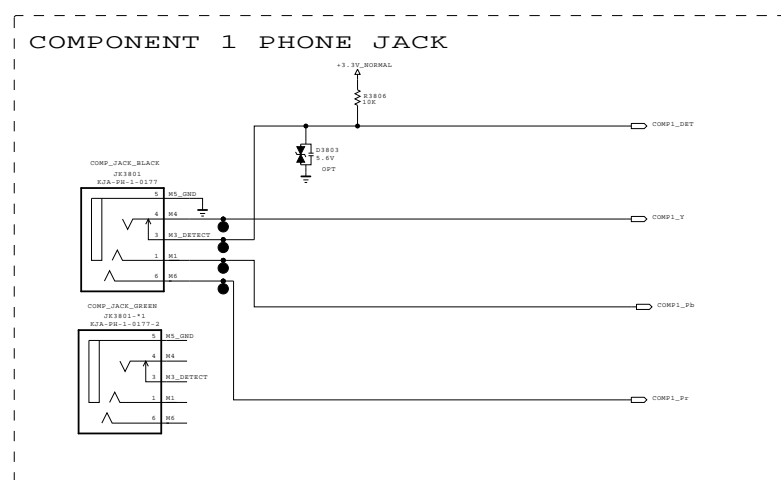 COMPONENT 1 PHONE JACK
+3.3V_NORMAL
R3806
10K
COMP1_DET
D3803
5.6V
OPT
COMP_JACK_BLACK
JK3801
KJA-PH-1-0177
5 M5_GND
4 M4
COMP1_Y
3 M3_DETECT
1 M1
6 M6
COMP1_Pb
COMP_JACK_GREEN
JK3801-*1
KJA-PH-1-0177-2
5 M5_GND
4 M4
3 M3_DETECT
1 M1
COMP1_Pr
6 M6